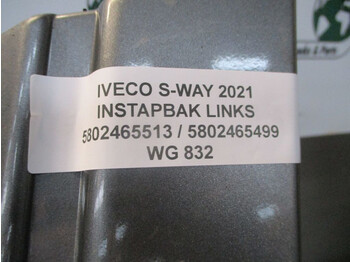 IVECO S-WAY 2021
INSTAPBAK LINKS
5802465513 / 5802465499
WG 832